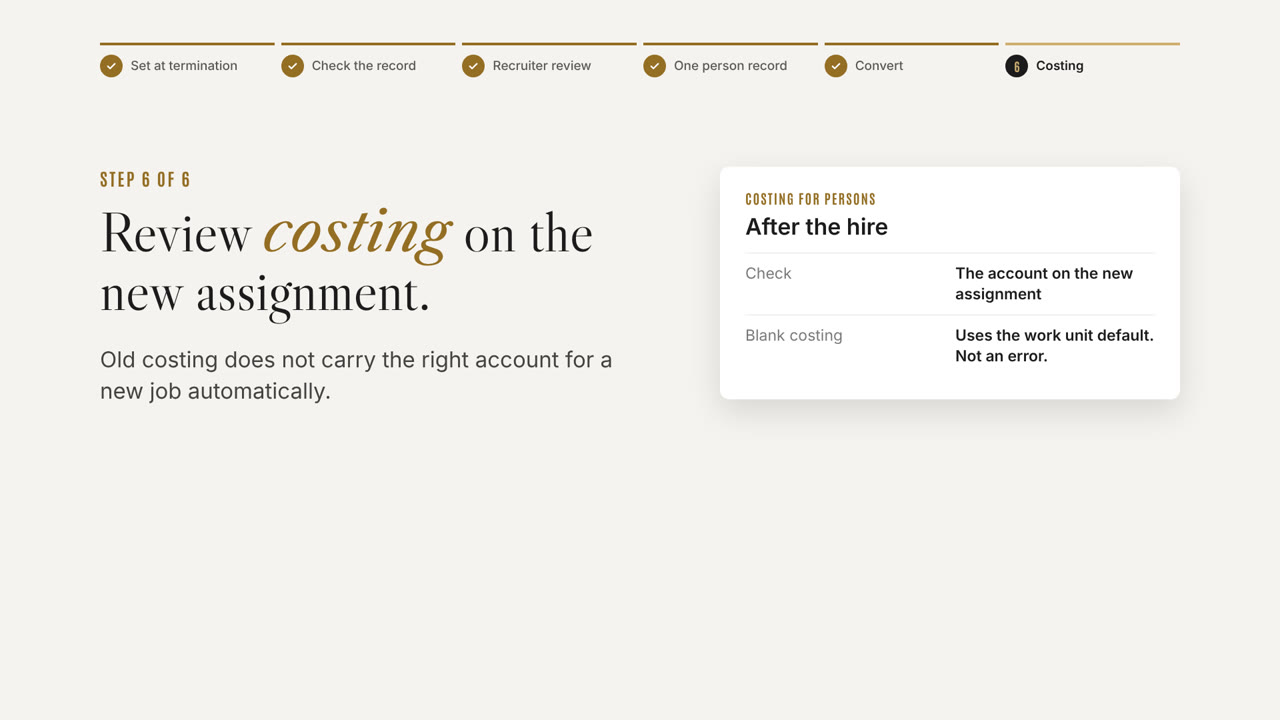 Set at termination
Check the record
Recruiter review
One person record
Convert
6 Costing
STEP 6 OF 6
Review costing on the
new assignment.
Old costing does not carry the right account for a
new job automatically.
COSTING FOR PERSONS
After the hire
Check
The account on the new
assignment
Blank costing
Uses the work unit default.
Not an error.